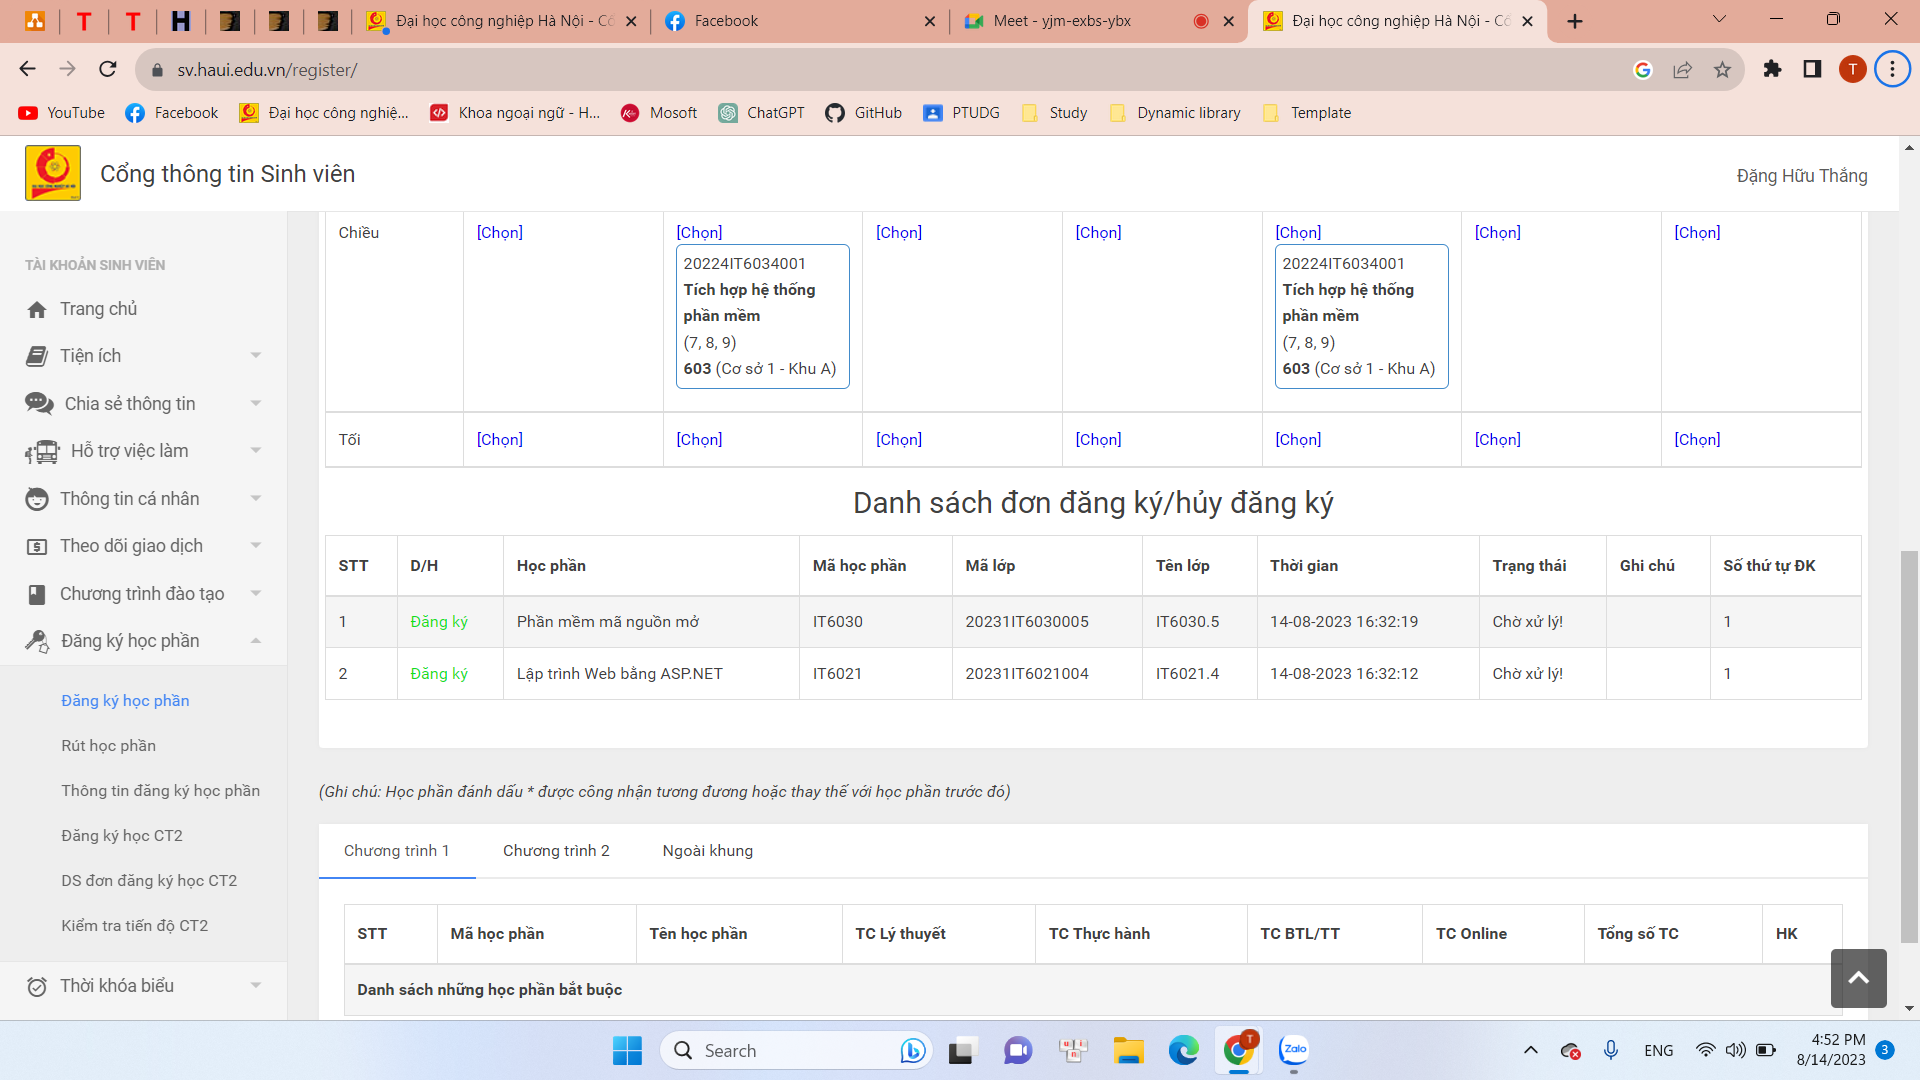 Đại học công nghiệp Hà Nội - Cổ
Facebook
Meet - yjm-exbs-ybx
Đại học công nghiệp Hà Nội - Cổ
sv.haui.edu.vn/register/
T
YouTube
Facebook
Đại học công nghiệ...
Khoa ngoại ngữ - H...
Mosoft
ChatGPT
GitHub
PTUDG
Study
Dynamic library
Template
Cổng thông tin Sinh viên
Đặng Hữu Thắng
TÀI KHOẢN SINH VIÊN
Trang chủ
Tiện ích
Chia sẻ thông tin
Hỗ trợ việc làm
Thông tin cá nhân
Theo dõi giao dịch
Chương trình đào tạo
Đăng ký học phần
Đăng ký học phần
Rút học phần
Thông tin đăng ký học phần
Đăng ký học CT2
DS đơn đăng ký học CT2
Kiểm tra tiến độ CT2
Thời khóa biểu
Chiều [Chọn] [Chọn] [Chọn] [Chọn] [Chọn] [Chọn] [Chọn]
20224IT6034001
Tích hợp hệ thống
phần mềm
(7, 8, 9)
603 (Cơ sở 1 - Khu A)
20224IT6034001
Tích hợp hệ thống
phần mềm
(7, 8, 9)
603 (Cơ sở 1 - Khu A)
Tối [Chọn] [Chọn] [Chọn] [Chọn] [Chọn] [Chọn] [Chọn]
Danh sách đơn đăng ký/hủy đăng ký
STT D/H Học phần Mã học phần Mã lớp Tên lớp Thời gian Trạng thái Ghi chú Số thứ tự ĐK
1 Đăng ký Phần mềm mã nguồn mở IT6030 20231IT6030005 IT6030.5 14-08-2023 16:32:19 Chờ xử lý! 1
2 Đăng ký Lập trình Web bằng ASP.NET IT6021 20231IT6021004 IT6021.4 14-08-2023 16:32:12 Chờ xử lý! 1
(Ghi chú: Học phần đánh dấu * được công nhận tương đương hoặc thay thế với học phần trước đó)
Chương trình 1 Chương trình 2 Ngoài khung
STT Mã học phần Tên học phần TC Lý thuyết TC Thực hành TC BTL/TT TC Online Tổng số TC HK
Danh sách những học phần bắt buộc
Search
T
Zalo
ENG
4:52 PM
8/14/2023
3